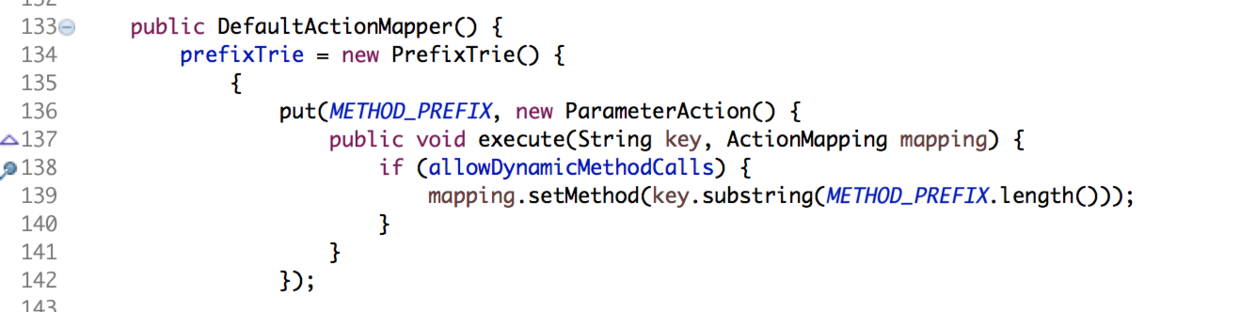 132
133 public DefaultActionMapper() {
134 prefixTrie = new PrefixTrie() {
135 {
136 put(METHOD_PREFIX, new ParameterAction() {
137 public void execute(String key, ActionMapping mapping) {
138 if (allowDynamicMethodCalls) {
139 mapping.setMethod(key.substring(METHOD_PREFIX.length()));
140 }
141 }
142 });
143